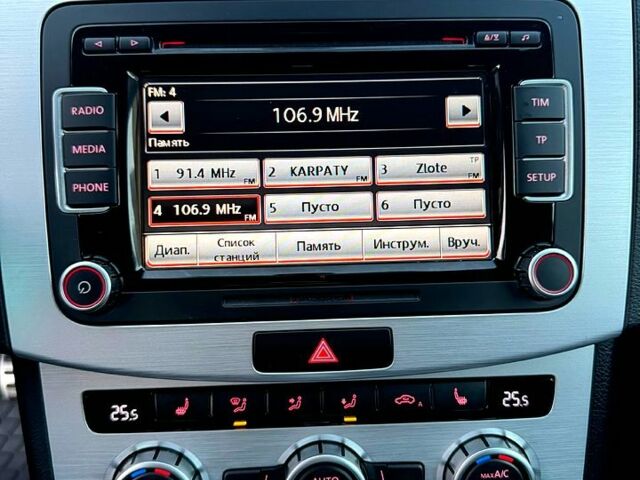 RADIO
MEDIA
PHONE
TIM
TP
SETUP
FM: 4
106.9 MHz
Память
1 91.4 MHz FM
2 KARPATY FM
3 Zlote TP FM
4 106.9 MHz FM
5 Пусто
6 Пусто
Диап.
Список
станций
Память
Инструм.
Вруч.
25.5
A
25.5
AUTO
MAX A/C